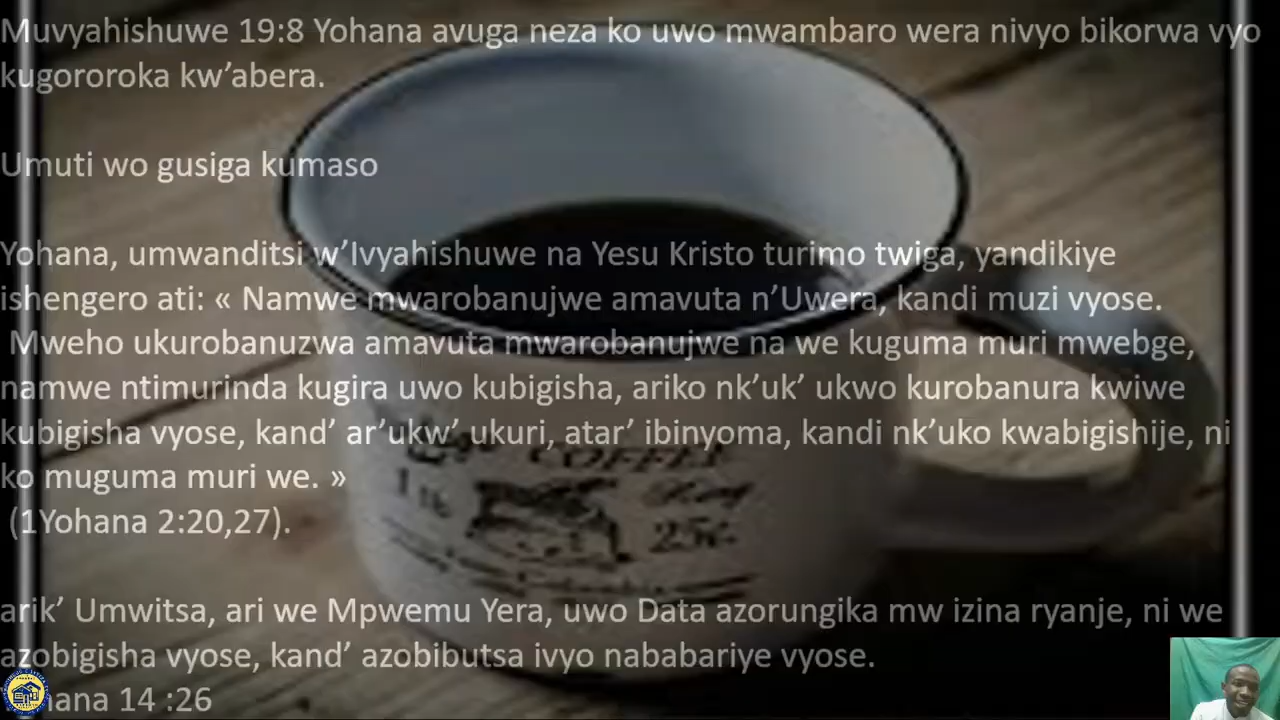 Muvyahishuwe 19:8 Yohana avuga neza ko uwo mwambaro wera nivyo bikorwa vyo
kugororoka kw’abera.
Umuti wo gusiga kumaso
Yohana, umwanditsi w’Ivyahishuwe na Yesu Kristo turimo twiga, yandikiye
ishengero ati: « Namwe mwarobanujwe amavuta n’Uwera, kandi muzi vyose.
Mweho ukurobanuzwa amavuta mwarobanujwe na we kuguma muri mwebge,
namwe ntimurinda kugira uwo kubigisha, ariko nk’uk’ ukwo kurobanura kwiwe
kubigisha vyose, kand’ ar’ukw’ ukuri, atar’ ibinyoma, kandi nk’uko kwabigishije, ni
ko muguma muri we. »
(1Yohana 2:20,27).
COFFEE
arik’ Umwitsa, ari we Mpwemu Yera, uwo Data azorungika mw izina ryanje, ni we
azobigisha vyose, kand’ azobibutsa ivyo nababariye vyose.
hana 14 :26